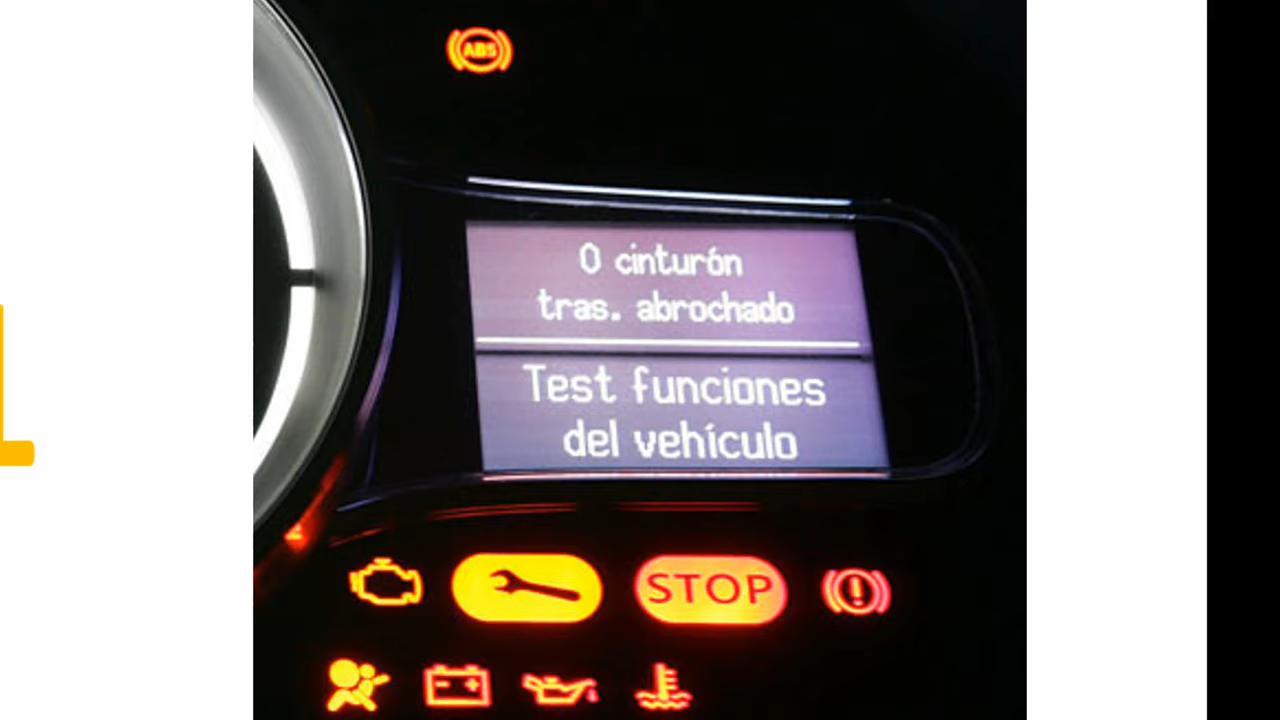 ABS
0 cinturón
tras. abrochado
Test funciones
del vehículo
STOP